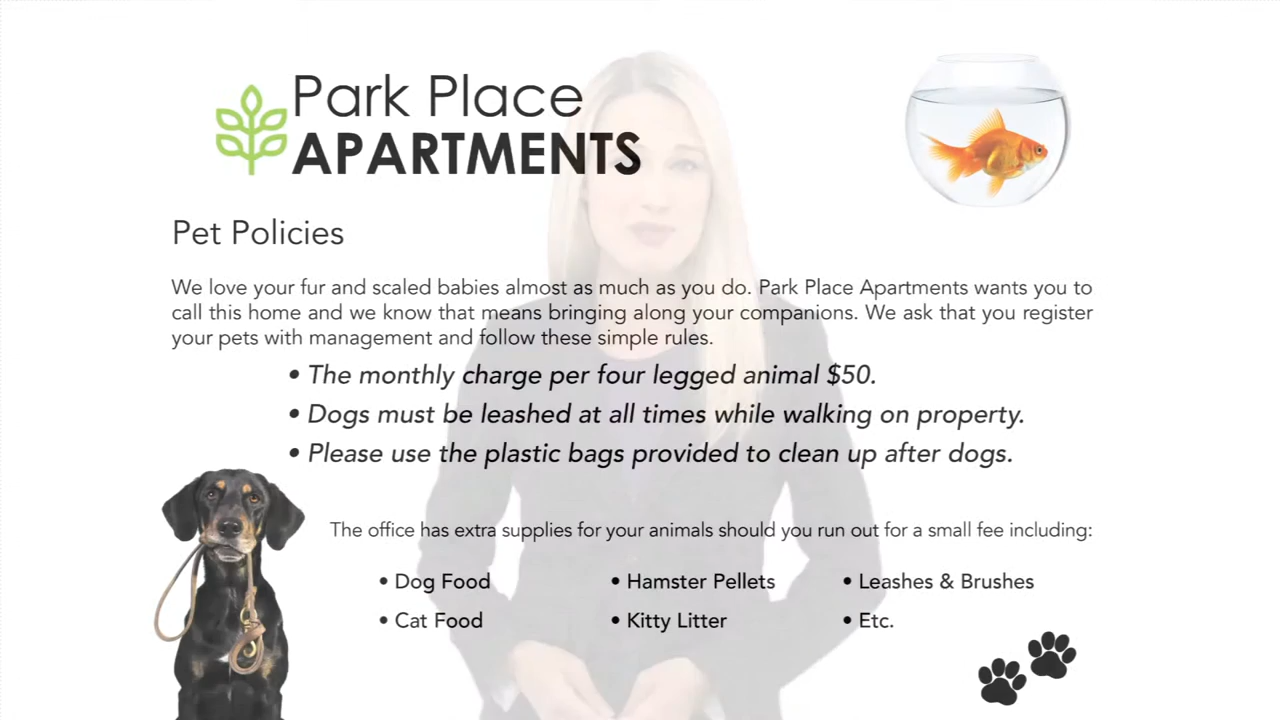 Park Place
APARTMENTS
Pet Policies
We love your fur and scaled babies almost as much as you do. Park Place Apartments wants you to
call this home and we know that means bringing along your companions. We ask that you register
your pets with management and follow these simple rules.
• The monthly charge per four legged animal $50.
• Dogs must be leashed at all times while walking on property.
• Please use the plastic bags provided to clean up after dogs.
The office has extra supplies for your animals should you run out for a small fee including:
• Dog Food • Hamster Pellets • Leashes & Brushes
• Cat Food • Kitty Litter • Etc.